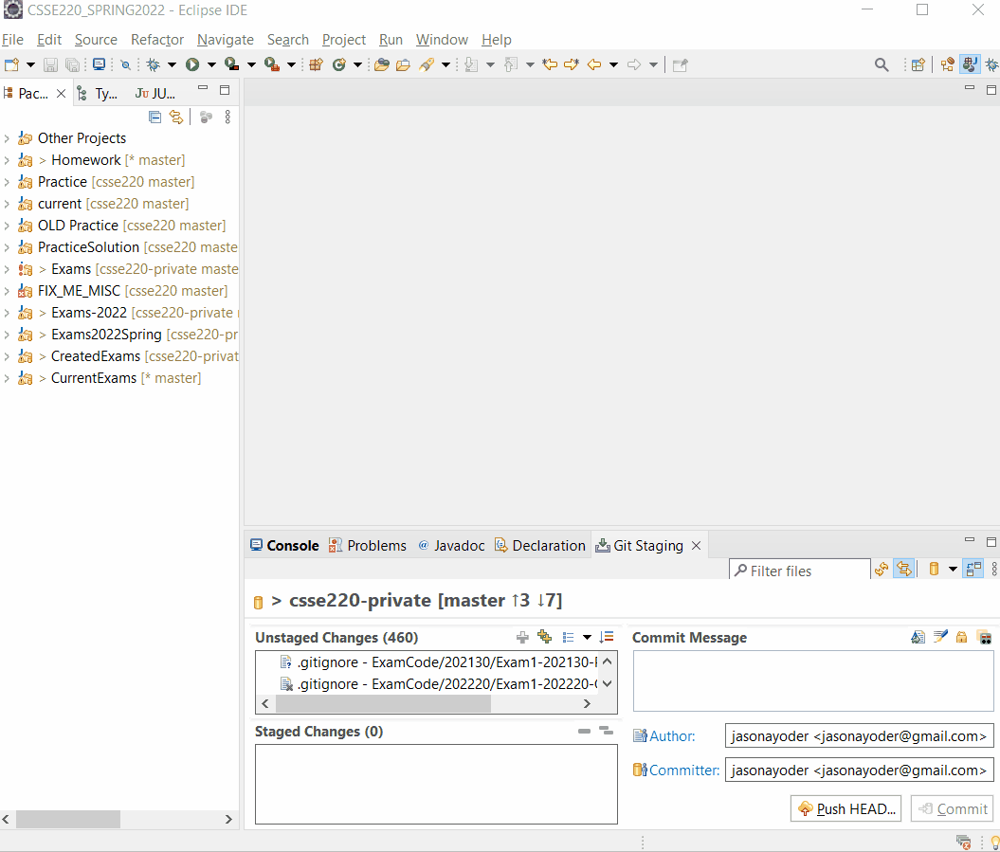 CSSE220_SPRING2022 - Eclipse IDE
File Edit Source Refactor Navigate Search Project Run Window Help
Pac... Ty... JU JU...
Other Projects
> Homework [* master]
Practice [csse220 master]
current [csse220 master]
OLD Practice [csse220 master]
PracticeSolution [csse220 maste
> Exams [csse220-private maste
FIX_ME_MISC [csse220 master]
> Exams-2022 [csse220-private
> Exams2022Spring [csse220-pr
> CreatedExams [csse220-privat
> CurrentExams [* master]
Console Problems @ Javadoc Declaration Git Staging
Filter files
> csse220-private [master ↑3 ↓7]
Unstaged Changes (460)
.gitignore - ExamCode/202130/Exam1-202130-
.gitignore - ExamCode/202220/Exam1-202220-
Staged Changes (0)
Commit Message
Author: jasonayoder <jasonayoder@gmail.com>
Committer: jasonayoder <jasonayoder@gmail.com>
Push HEAD... Commit